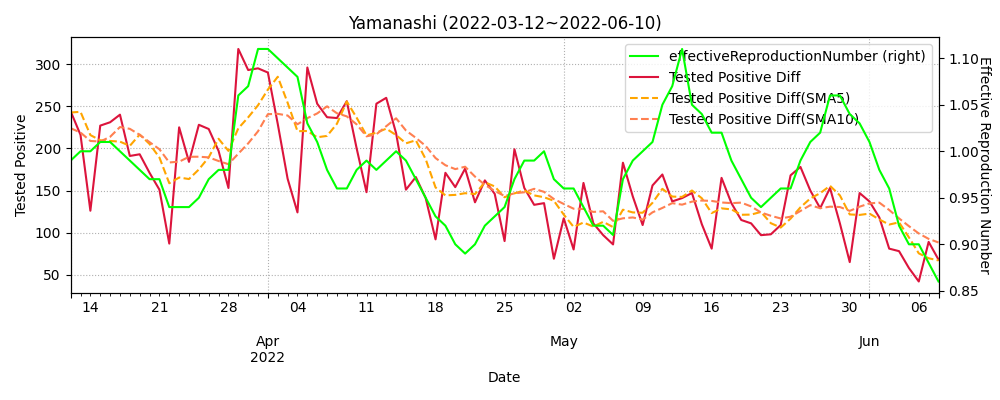 Yamanashi (2022-03-12~2022-06-10)
effectiveReproductionNumber (right)
Tested Positive Diff
Tested Positive Diff(SMA5)
Tested Positive Diff(SMA10)
Tested Positive
300
250
200
150
100
50
1.10
1.05
1.00
0.95
0.90
0.85
Effective Reproduction Number
14 21 28 04 11 18 25 02 09 16 23 30 06
Apr May Jun
2022
Date